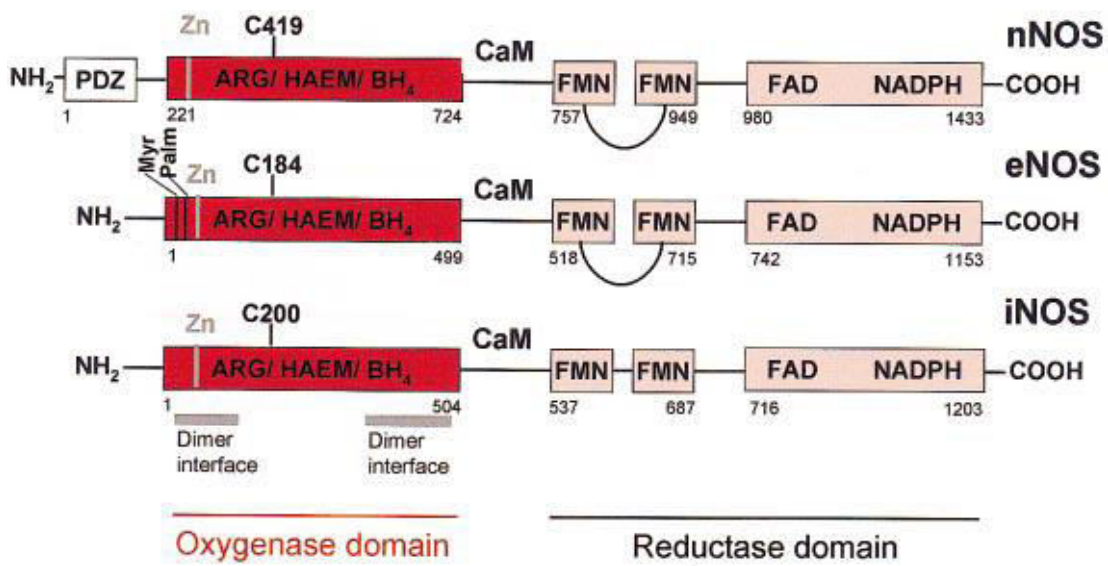 Zn C419 CaM nNOS
NH2 PDZ ARG/ HAEM/ BH4 FMN FMN FAD NADPH COOH
1 221 724 757 949 980 1433
Myr Palm Zn C184 CaM eNOS
NH2 ARG/ HAEM/ BH4 FMN FMN FAD NADPH COOH
1 499 518 715 742 1153
Zn C200 CaM iNOS
NH2 ARG/ HAEM/ BH4 FMN FMN FAD NADPH COOH
1 504 537 687 716 1203
Dimer Dimer
interface interface
Oxygenase domain Reductase domain